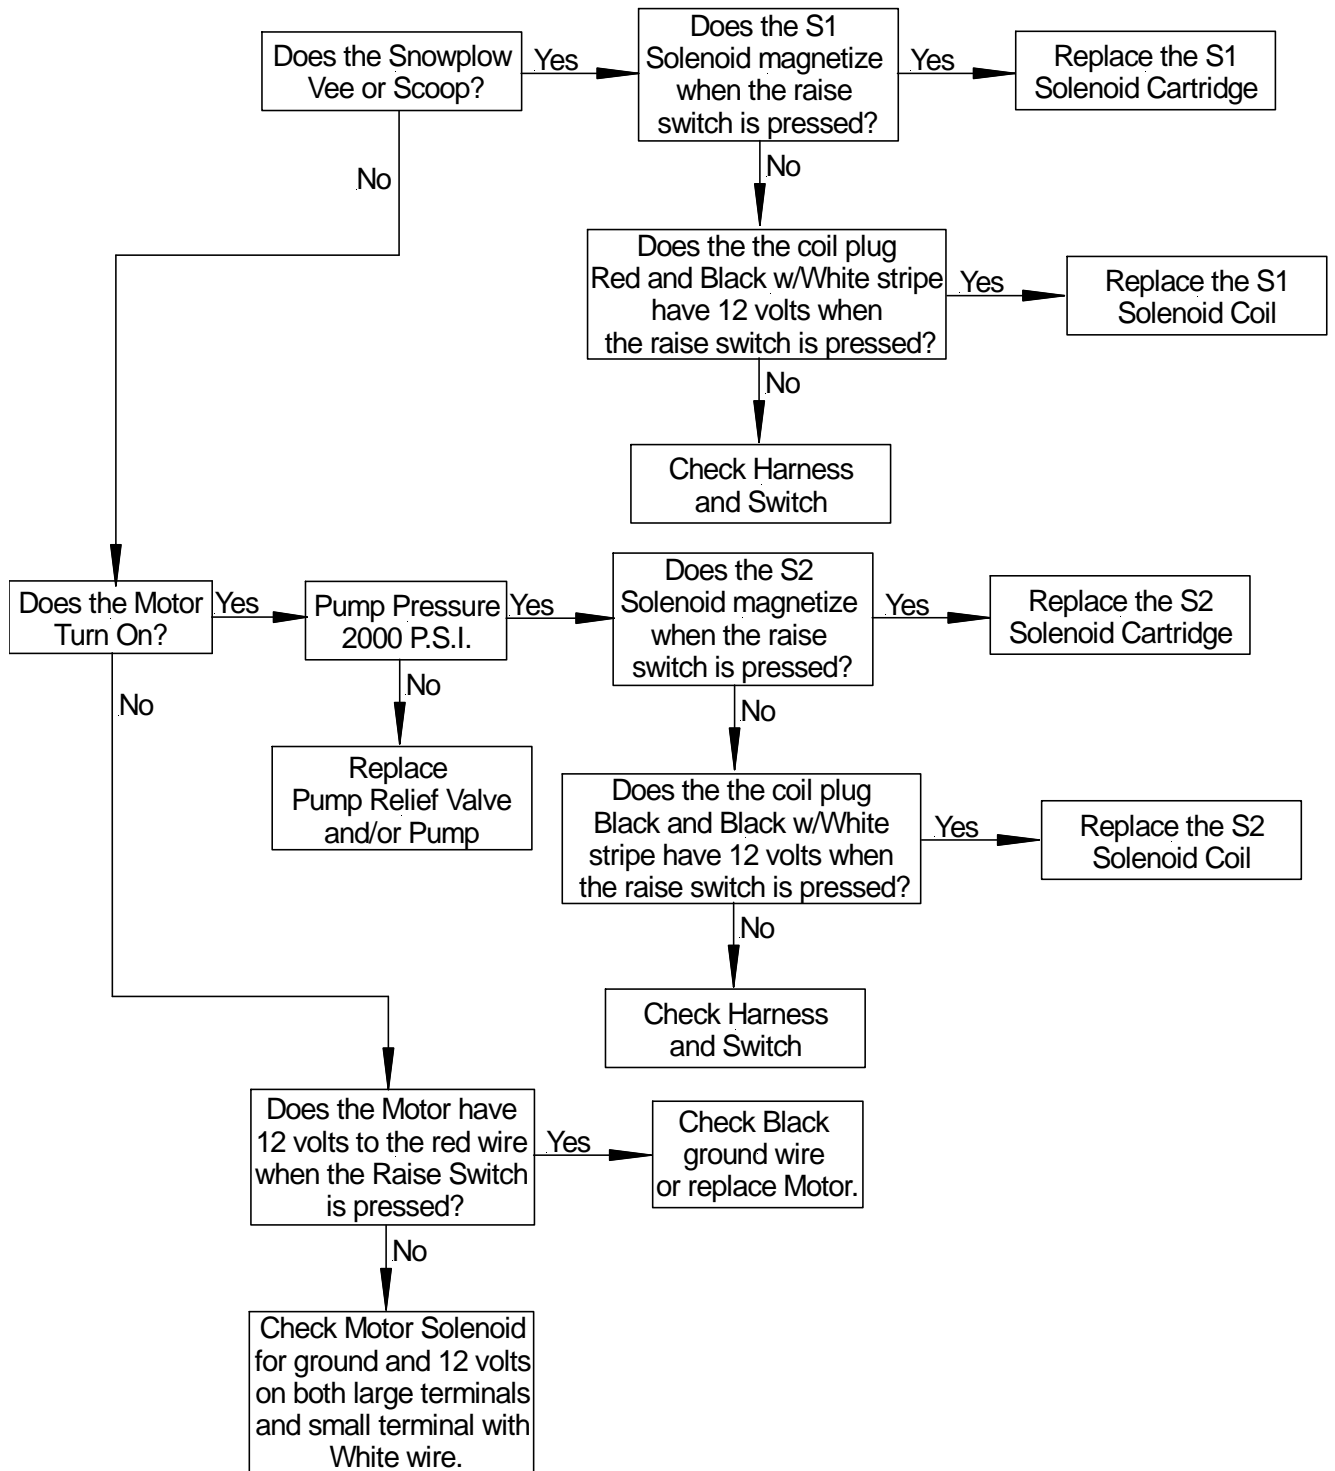 Does the Snowplow
Vee or Scoop?
Yes
Does the S1
Solenoid magnetize
when the raise
switch is pressed?
Yes
Replace the S1
Solenoid Cartridge
No
No
Does the the coil plug
Red and Black w/White stripe
have 12 volts when
the raise switch is pressed?
Yes
Replace the S1
Solenoid Coil
No
Check Harness
and Switch
Does the Motor
Turn On?
Yes
Pump Pressure
2000 P.S.I.
Yes
Does the S2
Solenoid magnetize
when the raise
switch is pressed?
Yes
Replace the S2
Solenoid Cartridge
No
No
No
Replace
Pump Relief Valve
and/or Pump
Does the the coil plug
Black and Black w/White
stripe have 12 volts when
the raise switch is pressed?
Yes
Replace the S2
Solenoid Coil
No
Check Harness
and Switch
Does the Motor have
12 volts to the red wire
when the Raise Switch
is pressed?
Yes
Check Black
ground wire
or replace Motor.
No
Check Motor Solenoid
for ground and 12 volts
on both large terminals
and small terminal with
White wire.